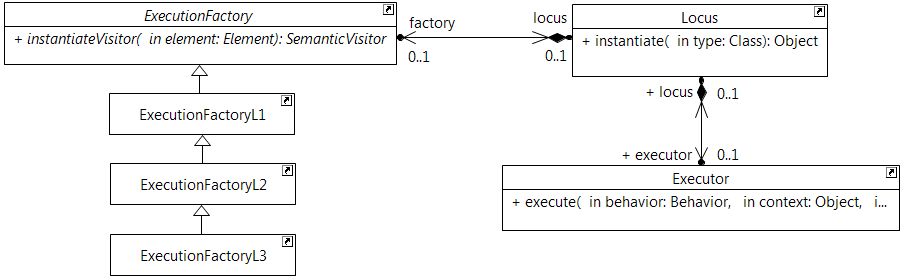 ExecutionFactory
+ instantiateVisitor( in element: Element): SemanticVisitor
factory
0..1
locus
0..1
Locus
+ instantiate( in type: Class): Object
+ locus
0..1
ExecutionFactoryL1
+ executor
0..1
ExecutionFactoryL2
Executor
+ execute( in behavior: Behavior, in context: Object, i...
ExecutionFactoryL3